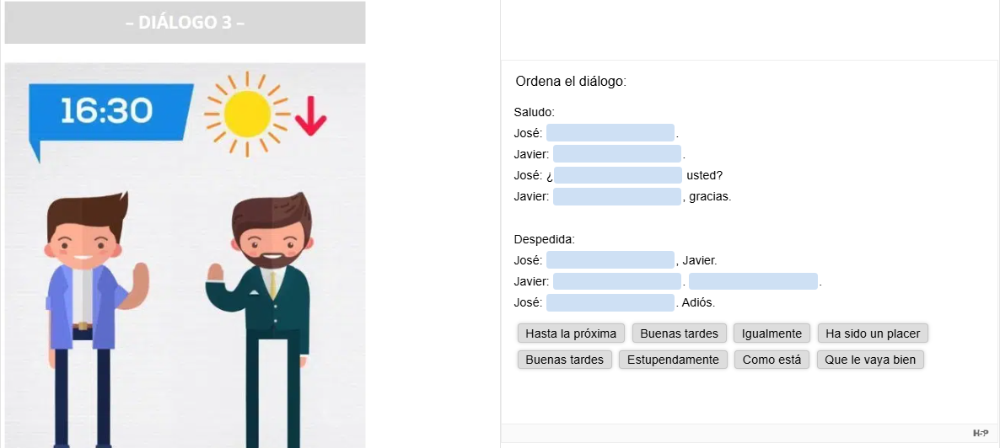 – DIÁLOGO 3 –
16:30
Ordena el diálogo:
Saludo:
José: .
Javier: .
José: ¿ usted?
Javier: , gracias.
Despedida:
José: , Javier.
Javier: . .
José: . Adiós.
Hasta la próxima Buenas tardes Igualmente Ha sido un placer
Buenas tardes Estupendamente Como está Que le vaya bien
H-P